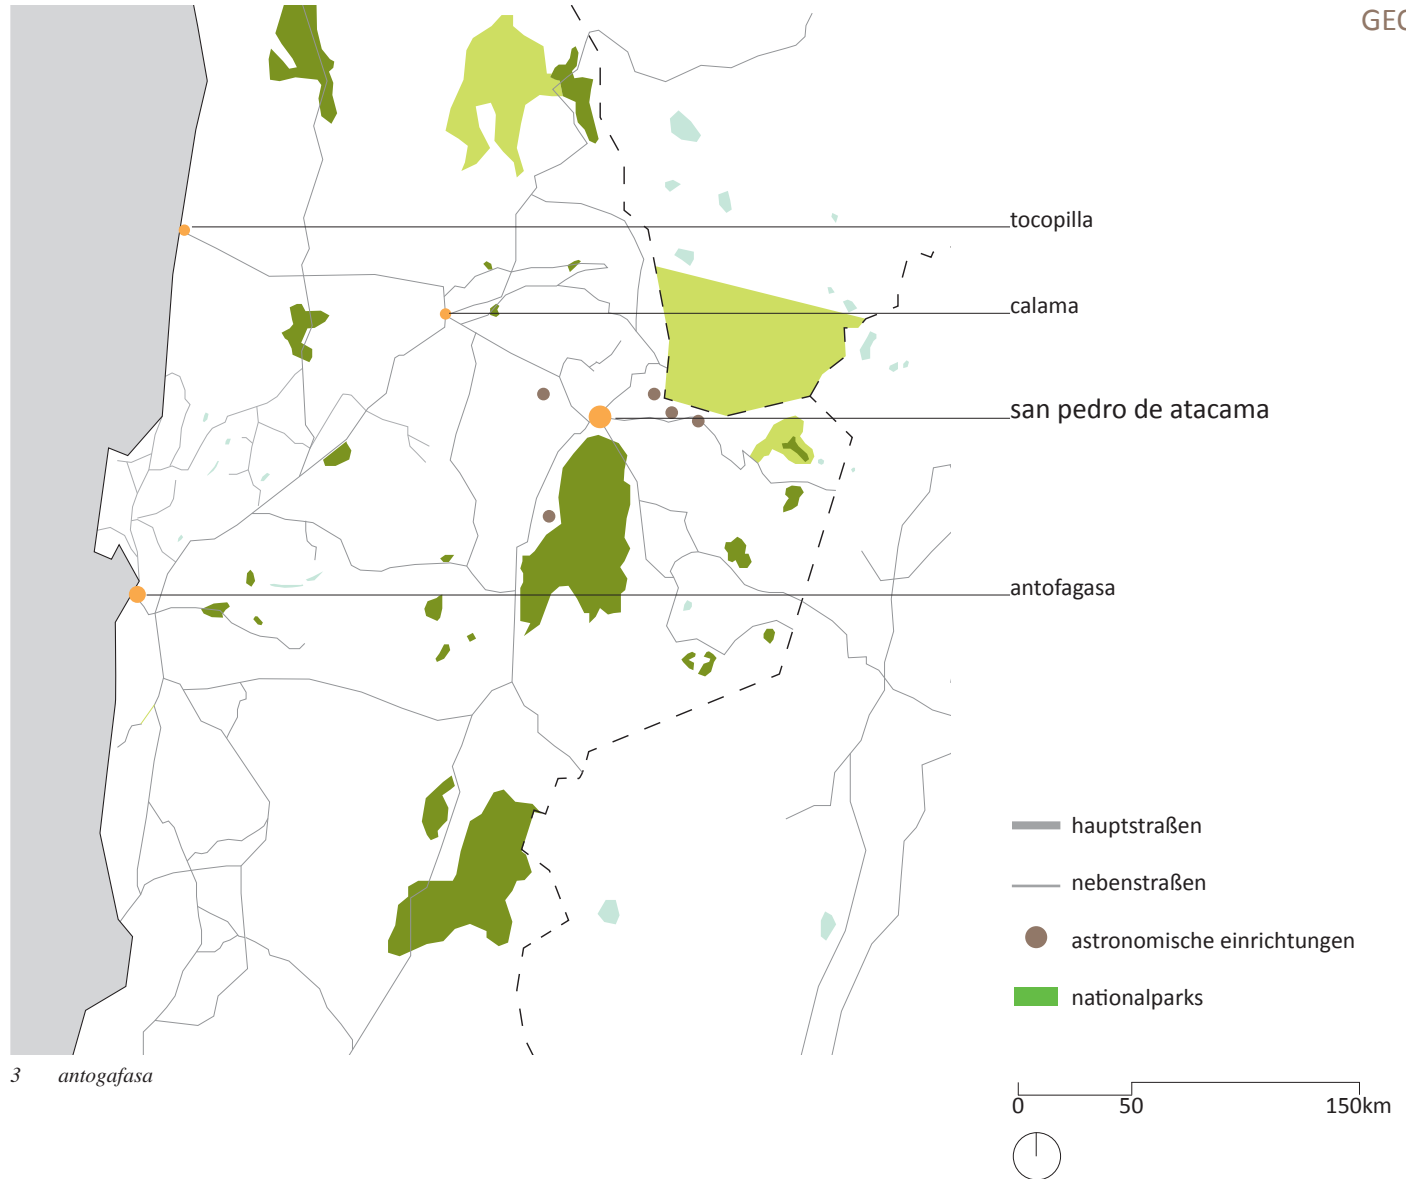 GEO
tocopilla
calama
san pedro de atacama
antofagasa
hauptstraßen
nebenstraßen
astronomische einrichtungen
nationalparks
3 antogafasa
0 50 150km